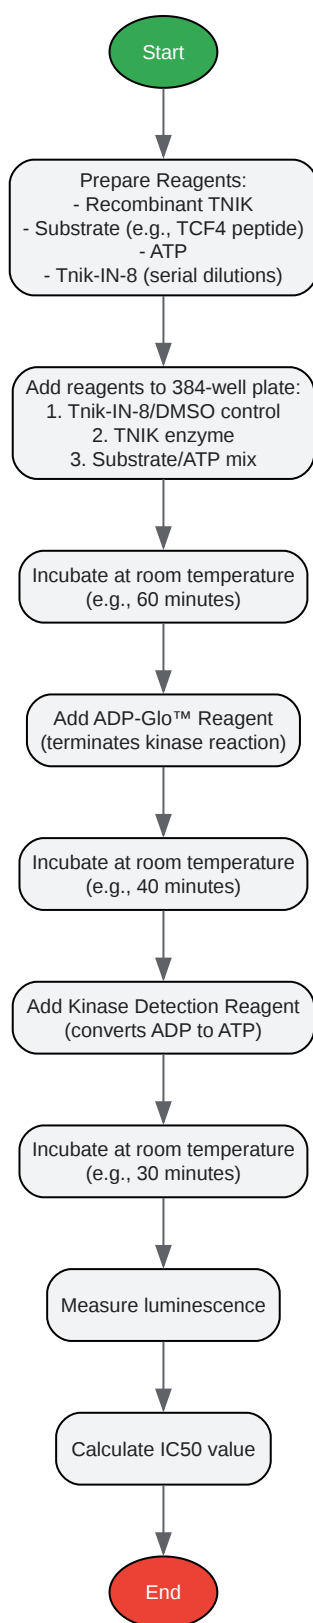 Start
Prepare Reagents:
- Recombinant TNIK
- Substrate (e.g., TCF4 peptide)
- ATP
- Tnik-IN-8 (serial dilutions)
Add reagents to 384-well plate:
1. Tnik-IN-8/DMSO control
2. TNIK enzyme
3. Substrate/ATP mix
Incubate at room temperature
(e.g., 60 minutes)
Add ADP-Glo™ Reagent
(terminates kinase reaction)
Incubate at room temperature
(e.g., 40 minutes)
Add Kinase Detection Reagent
(converts ADP to ATP)
Incubate at room temperature
(e.g., 30 minutes)
Measure luminescence
Calculate IC50 value
End